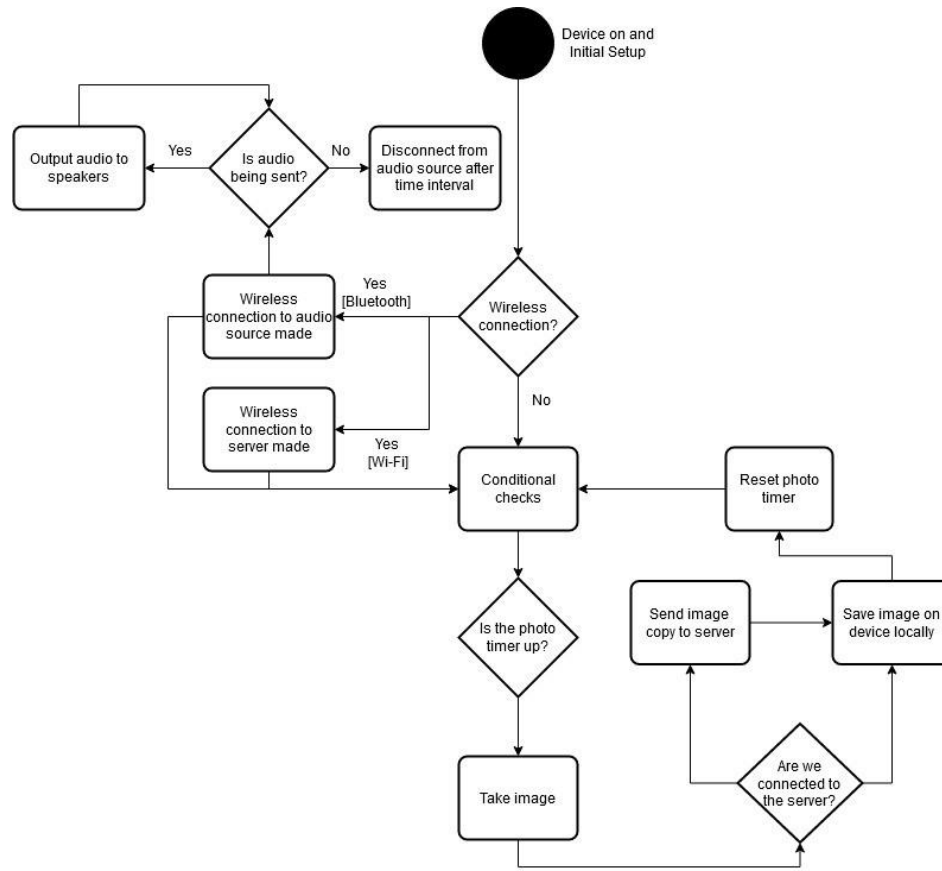 Device on and
Initial Setup
Output audio to
speakers
Yes
Is audio
being sent?
No
Disconnect from
audio source after
time interval
Wireless
connection to audio
source made
Yes
[Bluetooth]
Wireless
connection?
Wireless
connection to
server made
Yes
[Wi-Fi]
No
Conditional
checks
Reset photo
timer
Is the photo
timer up?
Send image
copy to server
Save image on
device locally
Take image
Are we
connected to
the server?